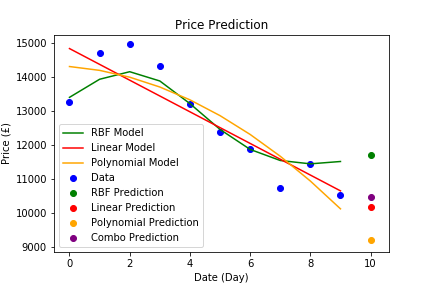 Price Prediction
Price (£)
15000
14000
13000
12000
11000
10000
9000
RBF Model
Linear Model
Polynomial Model
Data
RBF Prediction
Linear Prediction
Polynomial Prediction
Combo Prediction
0 2 4 6 8 10
Date (Day)